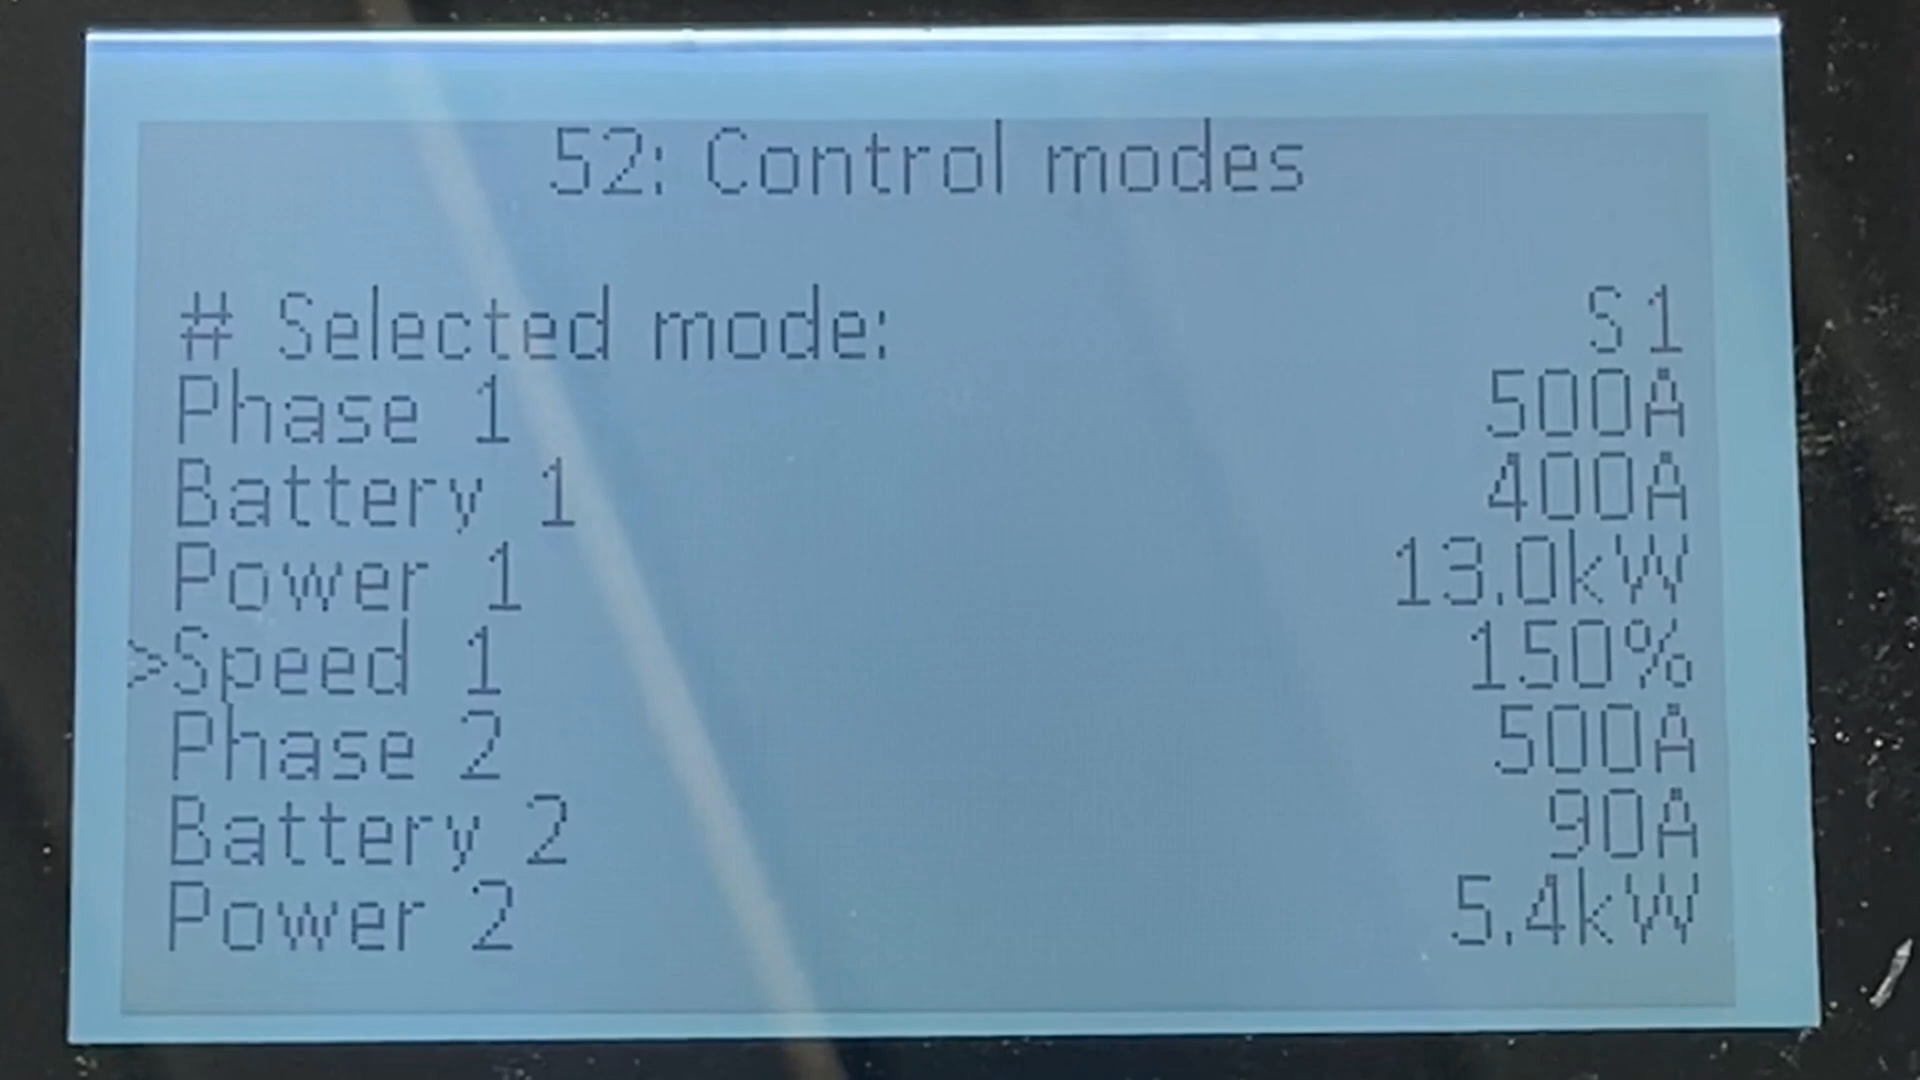 52: Control modes
# Selected mode: S1
Phase 1 500A
Battery 1 400A
Power 1 13.0kW
>Speed 1 150%
Phase 2 500A
Battery 2 90A
Power 2 5.4kW